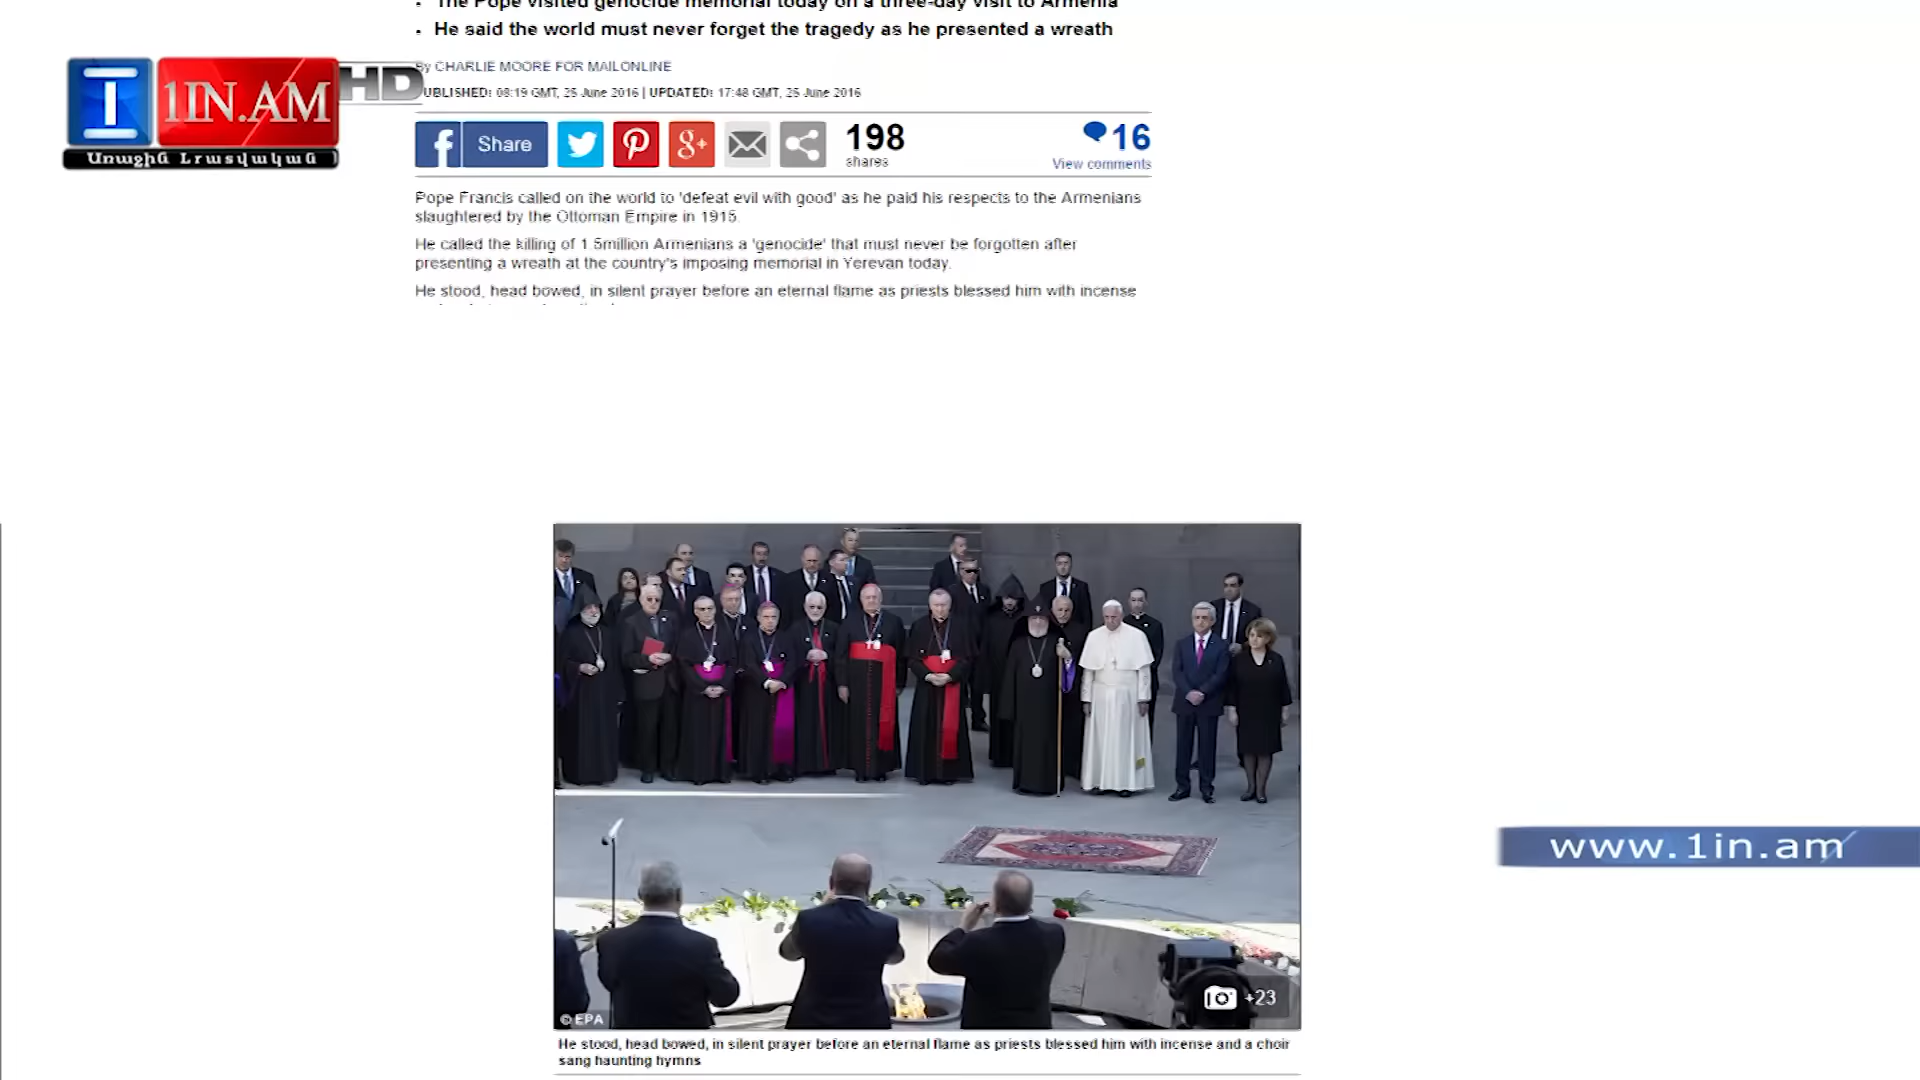 The Pope visited genocide memorial today on a three-day visit to Armenia
He said the world must never forget the tragedy as he presented a wreath
1IN.AM
HD
Առաջին Լրատվական
By CHARLIE MOORE FOR MAILONLINE
PUBLISHED: 08:19 GMT, 25 June 2016 | UPDATED: 17:48 GMT, 25 June 2016
f Share
g+
198
shares
16
View comments
Pope Francis called on the world to 'defeat evil with good' as he paid his respects to the Armenians
slaughtered by the Ottoman Empire in 1915
He called the killing of 1.5million Armenians a 'genocide' that must never be forgotten after
presenting a wreath at the country's imposing memorial in Yerevan today.
He stood, head bowed, in silent prayer before an eternal flame as priests blessed him with incense
www.1in.am
+23
© EPA
He stood, head bowed, in silent prayer before an eternal flame as priests blessed him with incense and a choir
sang haunting hymns